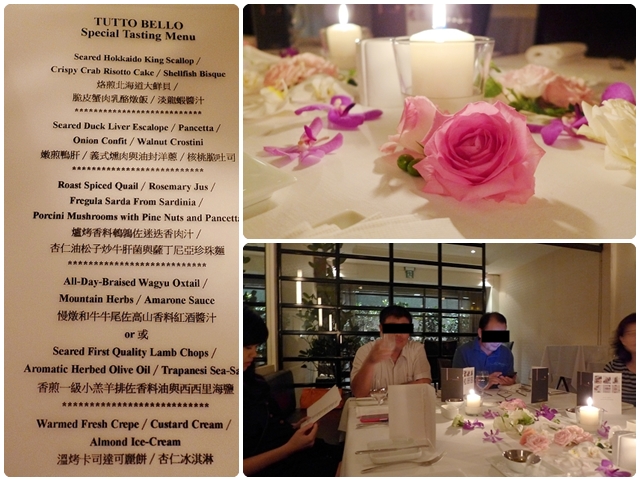 TUTTO BELLO
Special Tasting Menu
Seared Hokkaido King Scallop /
Crispy Crab Risotto Cake / Shellfish Bisque
烙煎北海道大鮮貝 /
脆皮蟹肉乳酪燉飯 / 淡龍蝦醬汁
**************************
Seared Duck Liver Escalope / Pancetta /
Onion Confit / Walnut Crostini
嫩煎鴨肝 / 義式燻肉與油封洋蔥 / 核桃脆吐司
**************************
Roast Spiced Quail / Rosemary Jus /
Fregula Sarda From Sardinia /
Porcini Mushrooms with Pine Nuts and Pancetta
爐烤香料鵪鶉佐迷迭香肉汁 /
杏仁油松子炒牛肝菌與薩丁尼亞珍珠麵
**************************
All-Day-Braised Wagyu Oxtail /
Mountain Herbs / Amarone Sauce
慢燉和牛牛尾佐高山香料紅酒醬汁
or 或
Seared First Quality Lamb Chops /
Aromatic Herbed Olive Oil / Trapanesi Sea-Sa
香煎一級小羔羊排佐香料油與西西里海鹽
**************************
Warmed Fresh Crepe / Custard Cream /
Almond Ice-Cream
溫烤卡司達可麗餅 / 杏仁冰淇淋